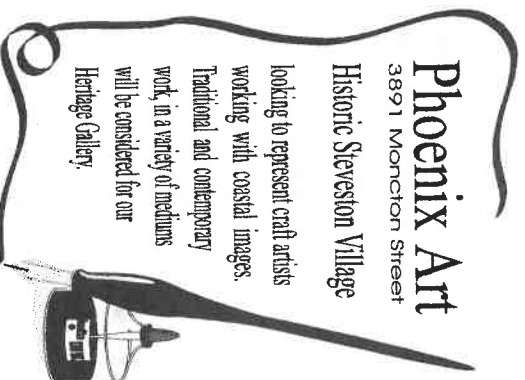 Phoenix Art
3891 Moncton Street
Historic Steveston Village
looking to represent craft artists
working with coastal images.
Traditional and contemporary
work, in a variety of mediums
will be considered for our
Heritage Gallery.